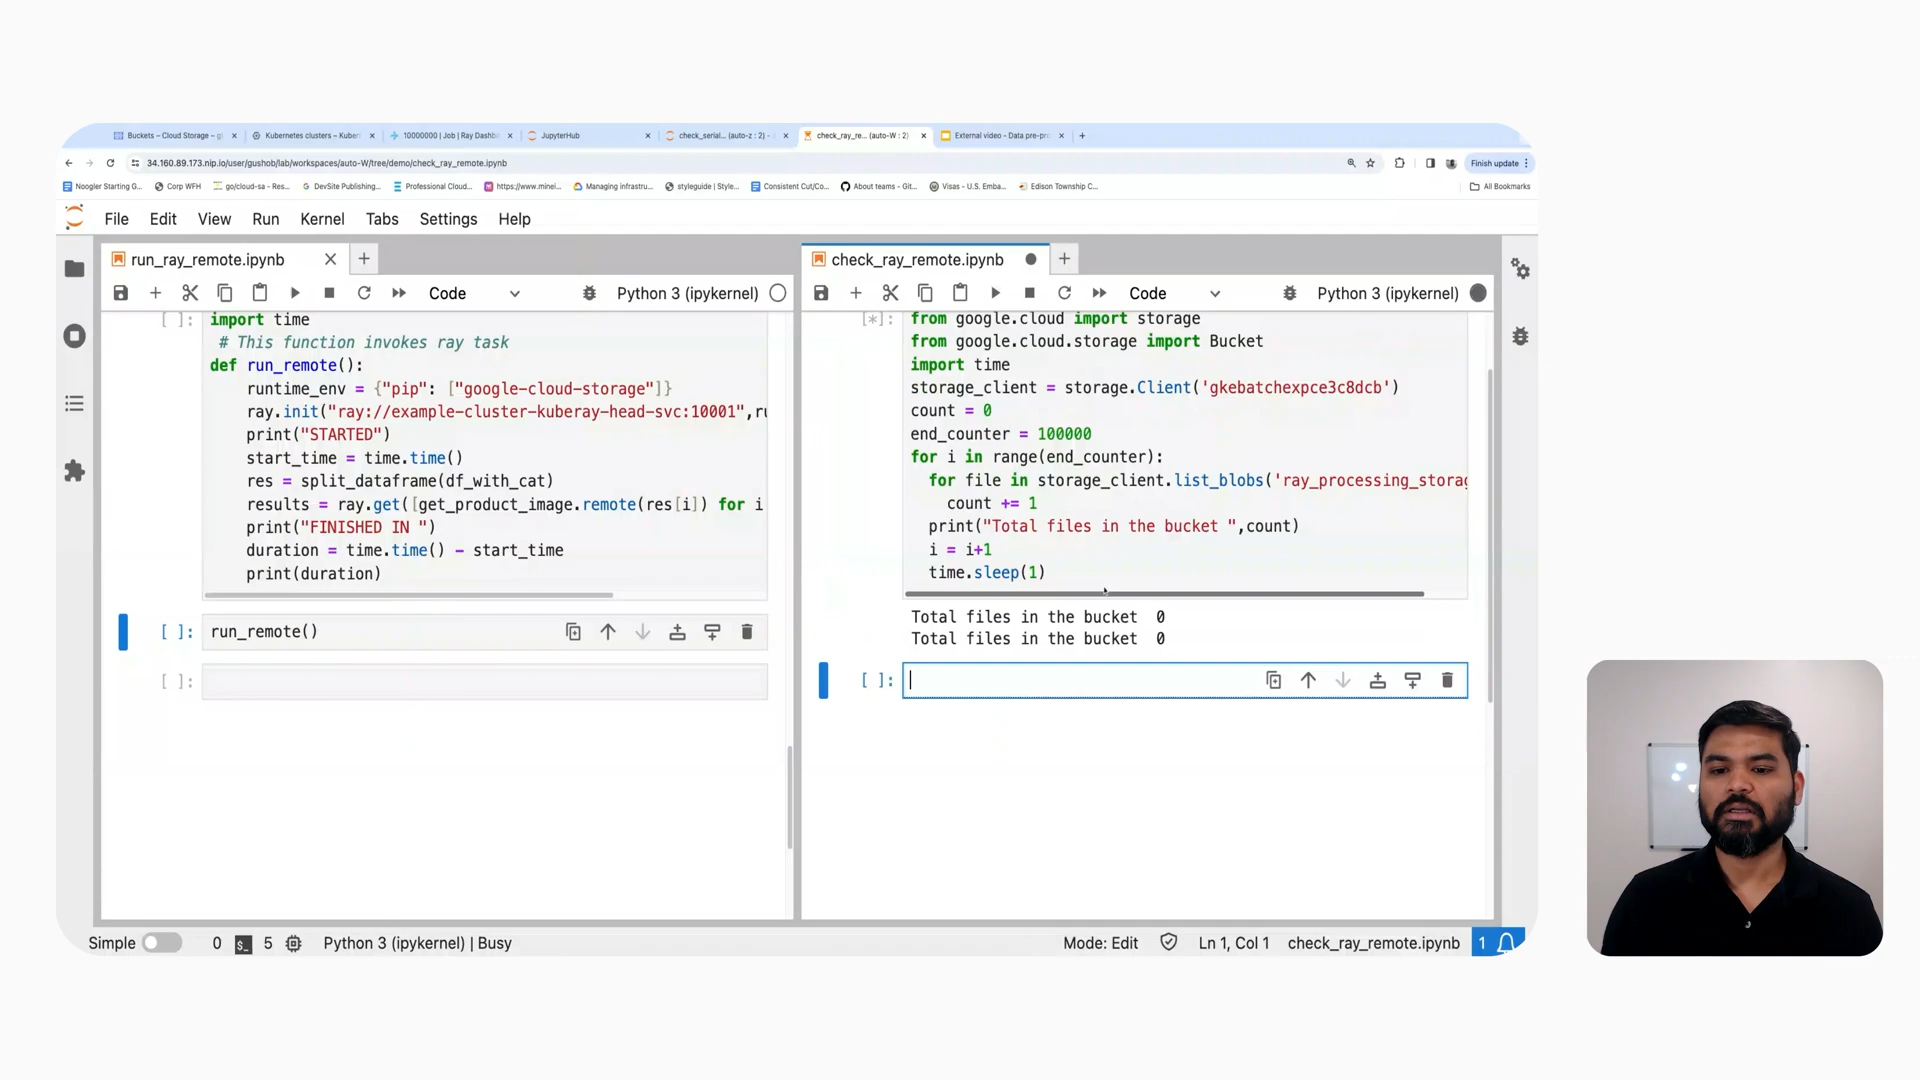 Buckets – Cloud Storage – g
Kubernetes clusters – Kuber
10000000 | Job | Ray Dashb
JupyterHub
check_serial... (auto-z : 2) -
check_ray_re... (auto-W : 2)
External video - Data pre-pr
34.160.89.173.nip.io/user/gushob/lab/workspaces/auto-W/tree/demo/check_ray_remote.ipynb
Finish update
Noogler Starting G...
Corp WFH
go/cloud-sa - Res...
DevSite Publishing...
Professional Cloud...
https://www.minei...
Managing infrastru...
styleguide | Style...
Consistent Cut/Co...
About teams - Git...
Visas - U.S. Emba...
Edison Township C...
All Bookmarks
File Edit View Run Kernel Tabs Settings Help
run_ray_remote.ipynb
Code
Python 3 (ipykernel)
[ ]: import time
# This function invokes ray task
def run_remote():
runtime_env = {"pip": ["google-cloud-storage"]}
ray.init("ray://example-cluster-kuberay-head-svc:10001",ru
print("STARTED")
start_time = time.time()
res = split_dataframe(df_with_cat)
results = ray.get([get_product_image.remote(res[i]) for i
print("FINISHED IN ")
duration = time.time() - start_time
print(duration)
[ ]: run_remote()
[ ]:
check_ray_remote.ipynb
Code
Python 3 (ipykernel)
[*]: from google.cloud import storage
from google.cloud.storage import Bucket
import time
storage_client = storage.Client('gkebatchexpce3c8dcb')
count = 0
end_counter = 100000
for i in range(end_counter):
for file in storage_client.list_blobs('ray_processing_storag
count += 1
print("Total files in the bucket ",count)
i = i+1
time.sleep(1)
Total files in the bucket 0
Total files in the bucket 0
[ ]:
Simple
0
5
Python 3 (ipykernel) | Busy
Mode: Edit
Ln 1, Col 1
check_ray_remote.ipynb
1